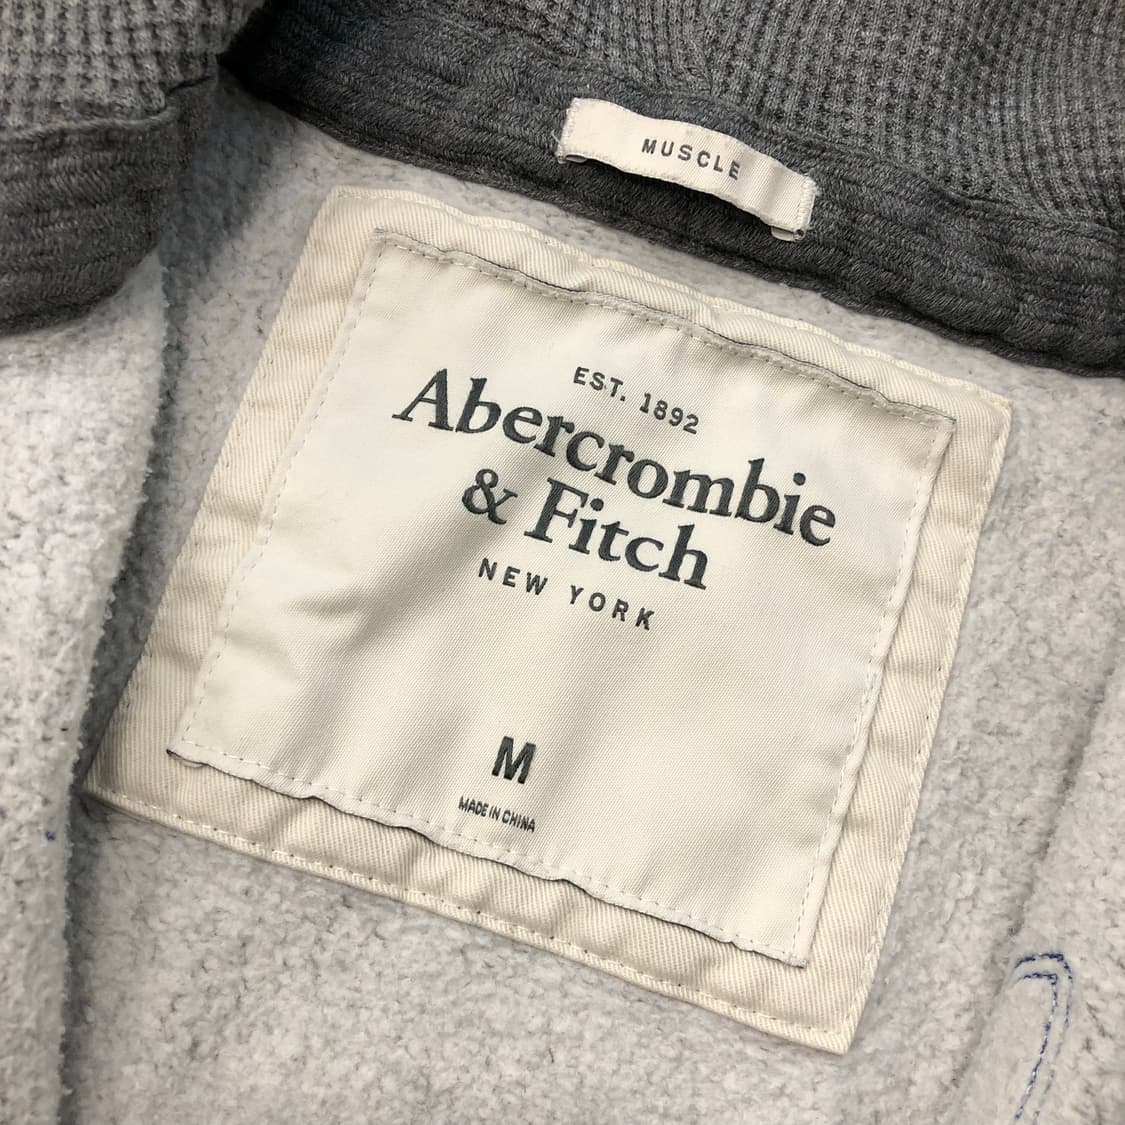 MUSCLE
EST. 1892
Abercrombie
& Fitch
NEW YORK
M
MADE IN CHINA